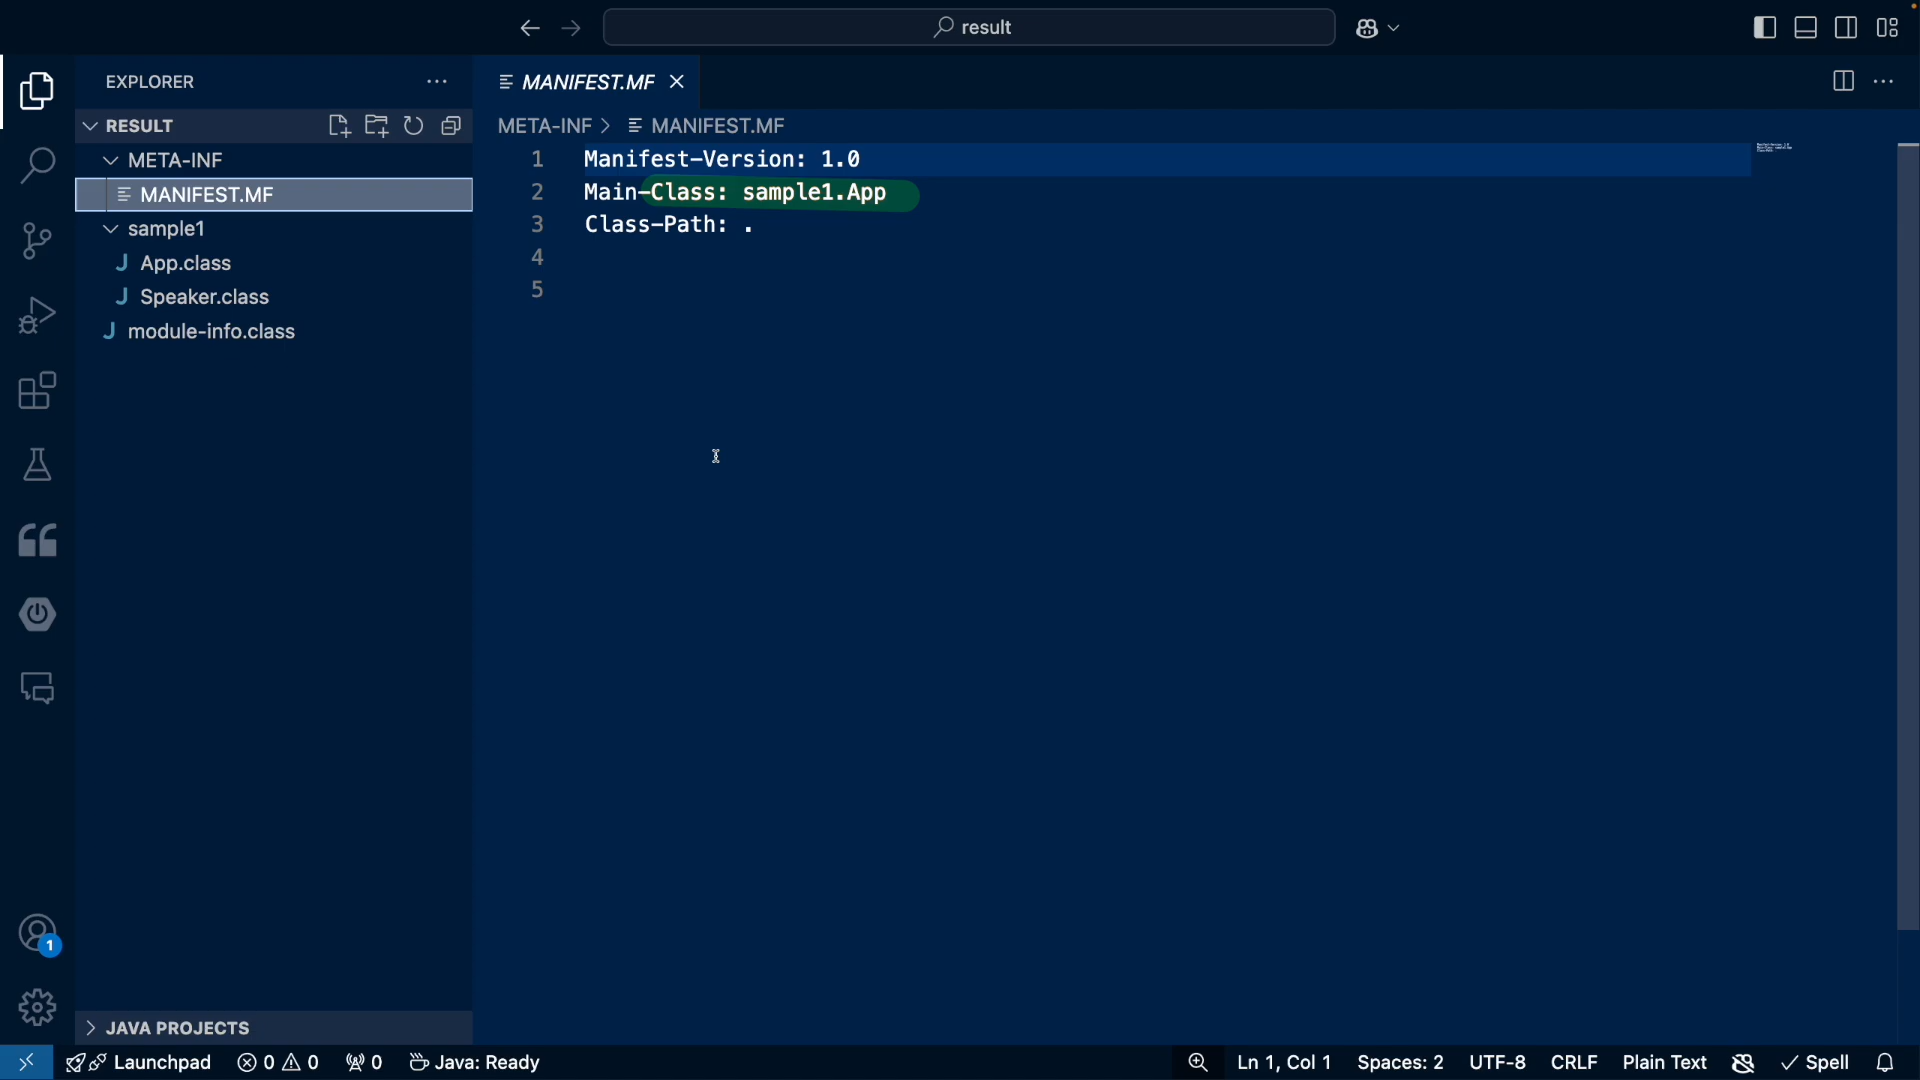 result
EXPLORER
MANIFEST.MF
RESULT
META-INF
MANIFEST.MF
sample1
App.class
Speaker.class
module-info.class
JAVA PROJECTS
META-INF > MANIFEST.MF
1 Manifest-Version: 1.0
2 Main-Class: sample1.App
3 Class-Path: .
4
5
1
Launchpad 0 0 0 Java: Ready Ln 1, Col 1 Spaces: 2 UTF-8 CRLF Plain Text Spell